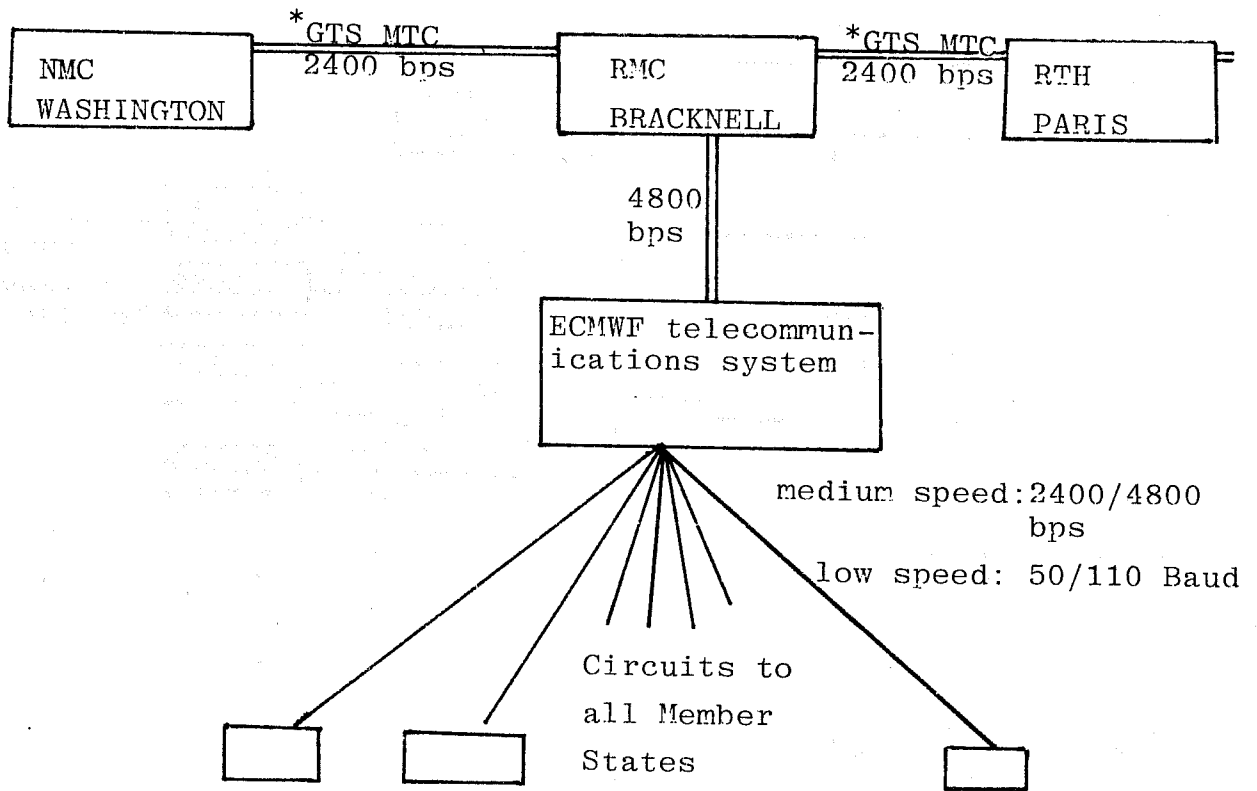 *GTS MTC
2400 bps
*GTS MTC
2400 bps
NMC
WASHINGTON
RMC
BRACKNELL
RTH
PARIS
4800
bps
ECMWF telecommun-
ications system
medium speed:2400/4800
bps
low speed: 50/110 Baud
Circuits to
all Member
States